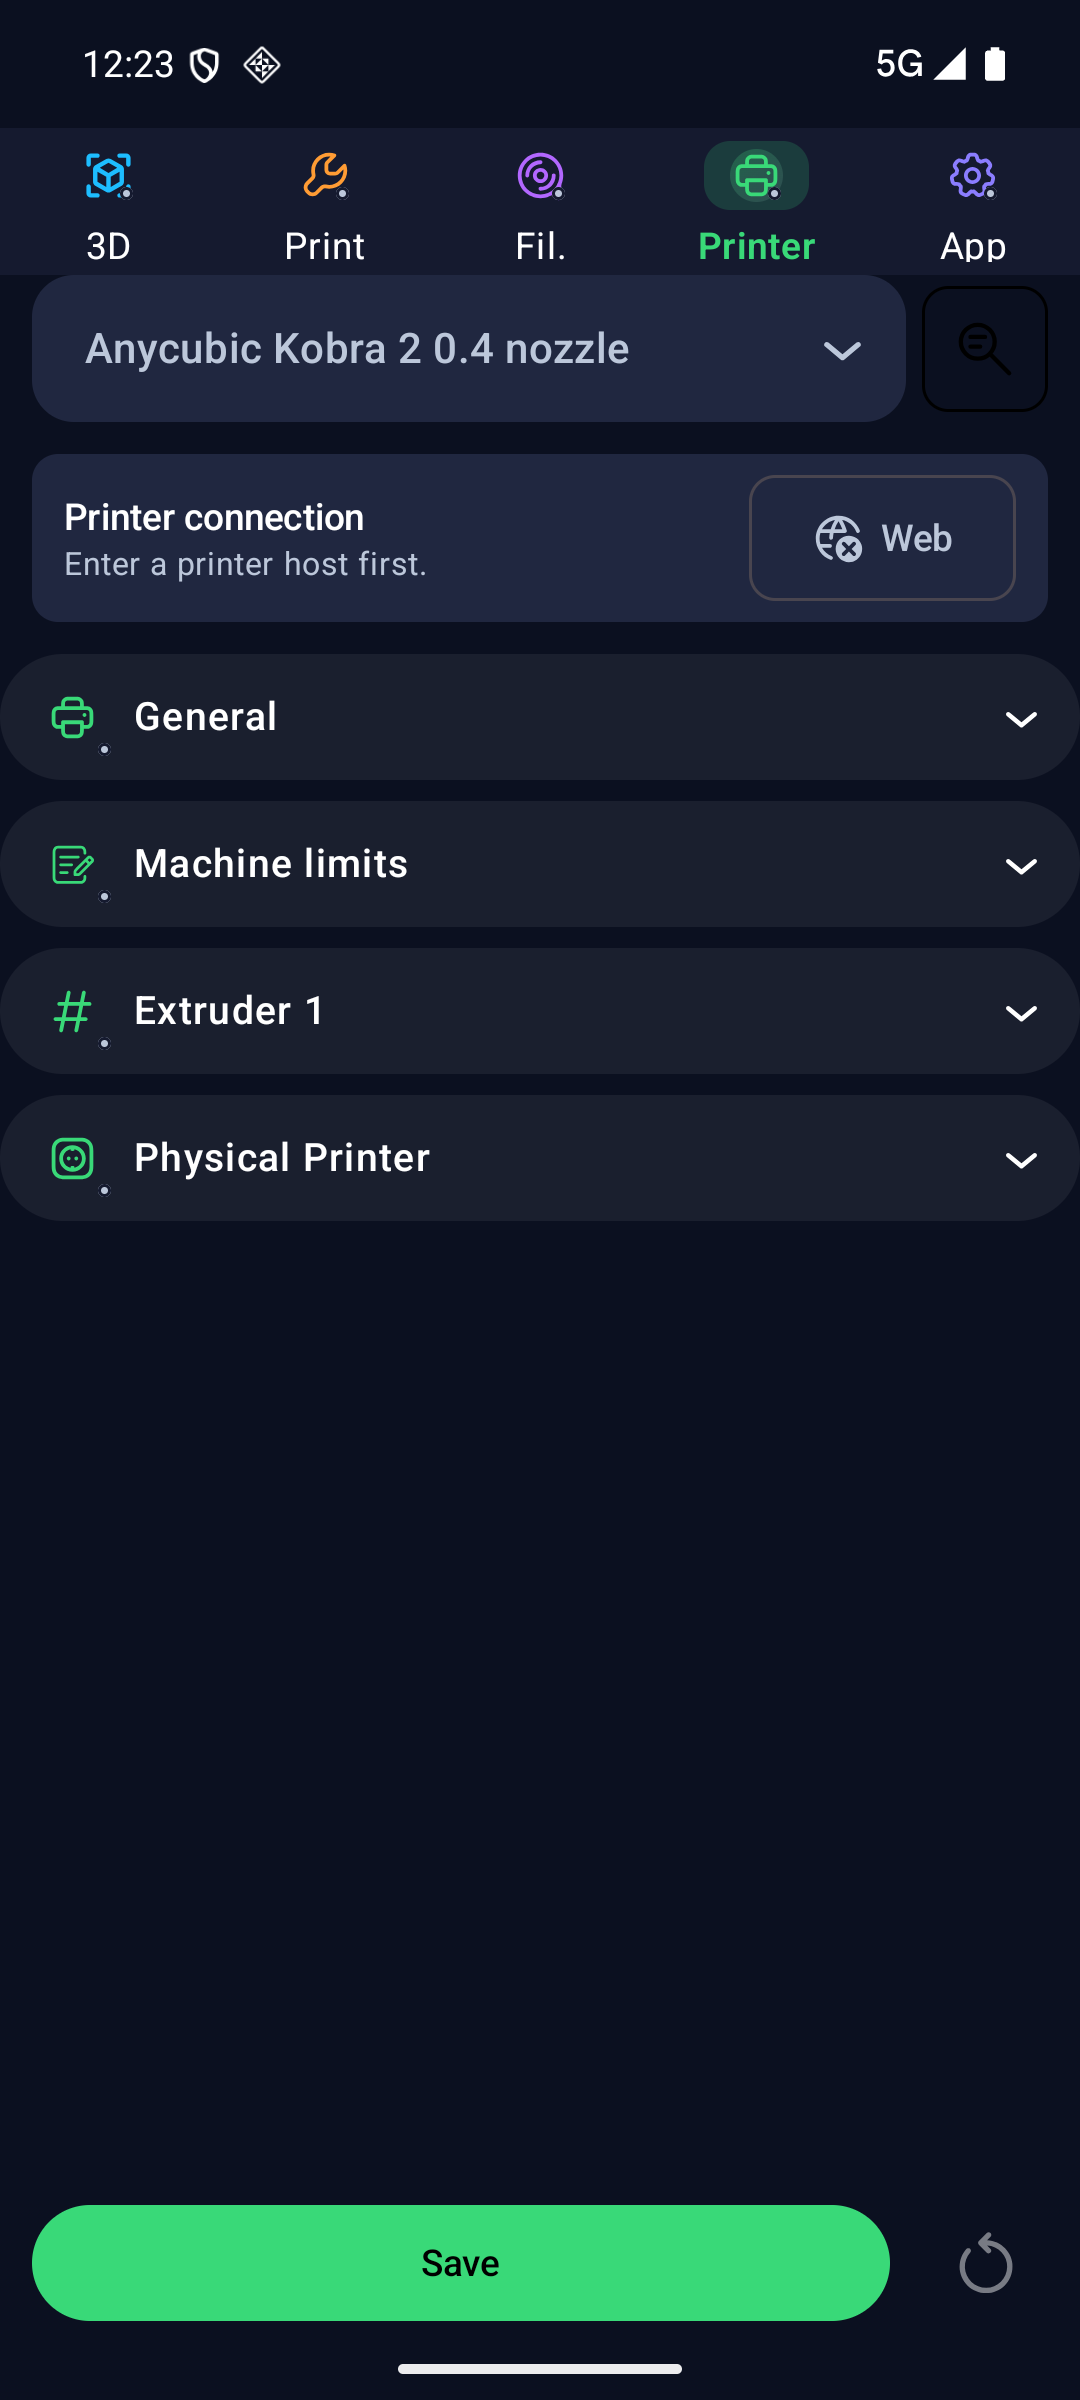 12:23
5G
3D
Print
Fil.
Printer
App
Anycubic Kobra 2 0.4 nozzle
Printer connection
Enter a printer host first.
Web
General
Machine limits
Extruder 1
Physical Printer
Save